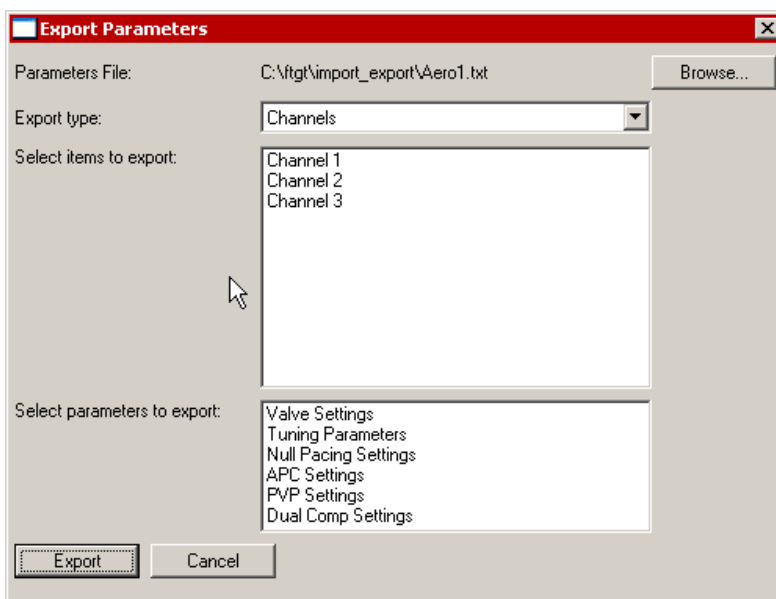 Export Parameters
Parameters File: C:\ftgt\import_export\Aero1.txt Browse...
Export type: Channels
Select items to export: Channel 1
Channel 2
Channel 3
Select parameters to export: Valve Settings
Tuning Parameters
Null Pacing Settings
APC Settings
PVP Settings
Dual Comp Settings
Export Cancel